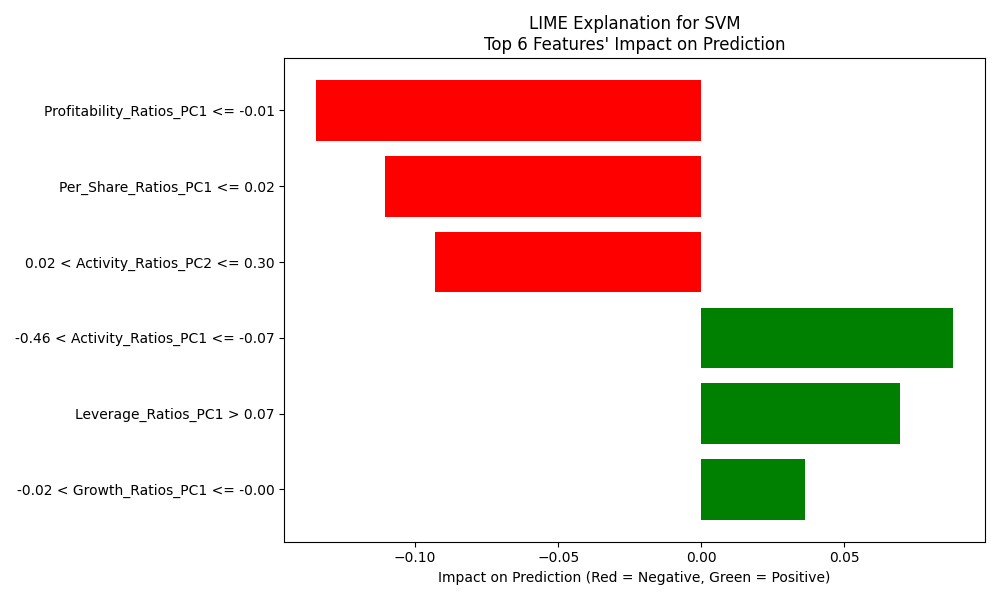 LIME Explanation for SVM
Top 6 Features' Impact on Prediction
Profitability_Ratios_PC1 <= -0.01
Per_Share_Ratios_PC1 <= 0.02
0.02 < Activity_Ratios_PC2 <= 0.30
-0.46 < Activity_Ratios_PC1 <= -0.07
Leverage_Ratios_PC1 > 0.07
-0.02 < Growth_Ratios_PC1 <= -0.00
−0.10 −0.05 0.00 0.05
Impact on Prediction (Red = Negative, Green = Positive)